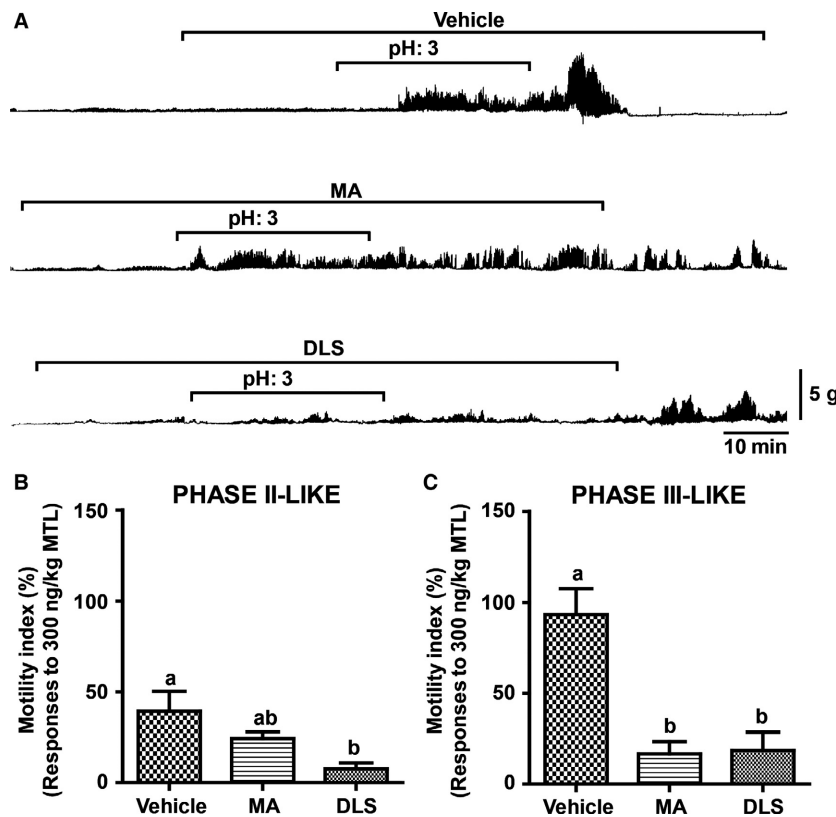 A
Vehicle
pH: 3
MA
pH: 3
DLS
pH: 3
5 g
10 min
B
PHASE II-LIKE
Motility index (%)
(Responses to 300 ng/kg MTL)
150
100
50
0
a
ab
b
Vehicle MA DLS
C
PHASE III-LIKE
Motility index (%)
(Responses to 300 ng/kg MTL)
150
100
50
0
a
b
b
Vehicle MA DLS